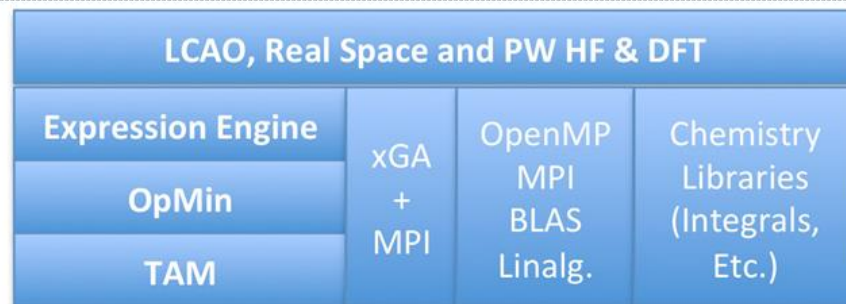 LCAO, Real Space and PW HF & DFT
Expression Engine
OpMin
TAM
xGA
+
MPI
OpenMP
MPI
BLAS
Linalg.
Chemistry
Libraries
(Integrals,
Etc.)